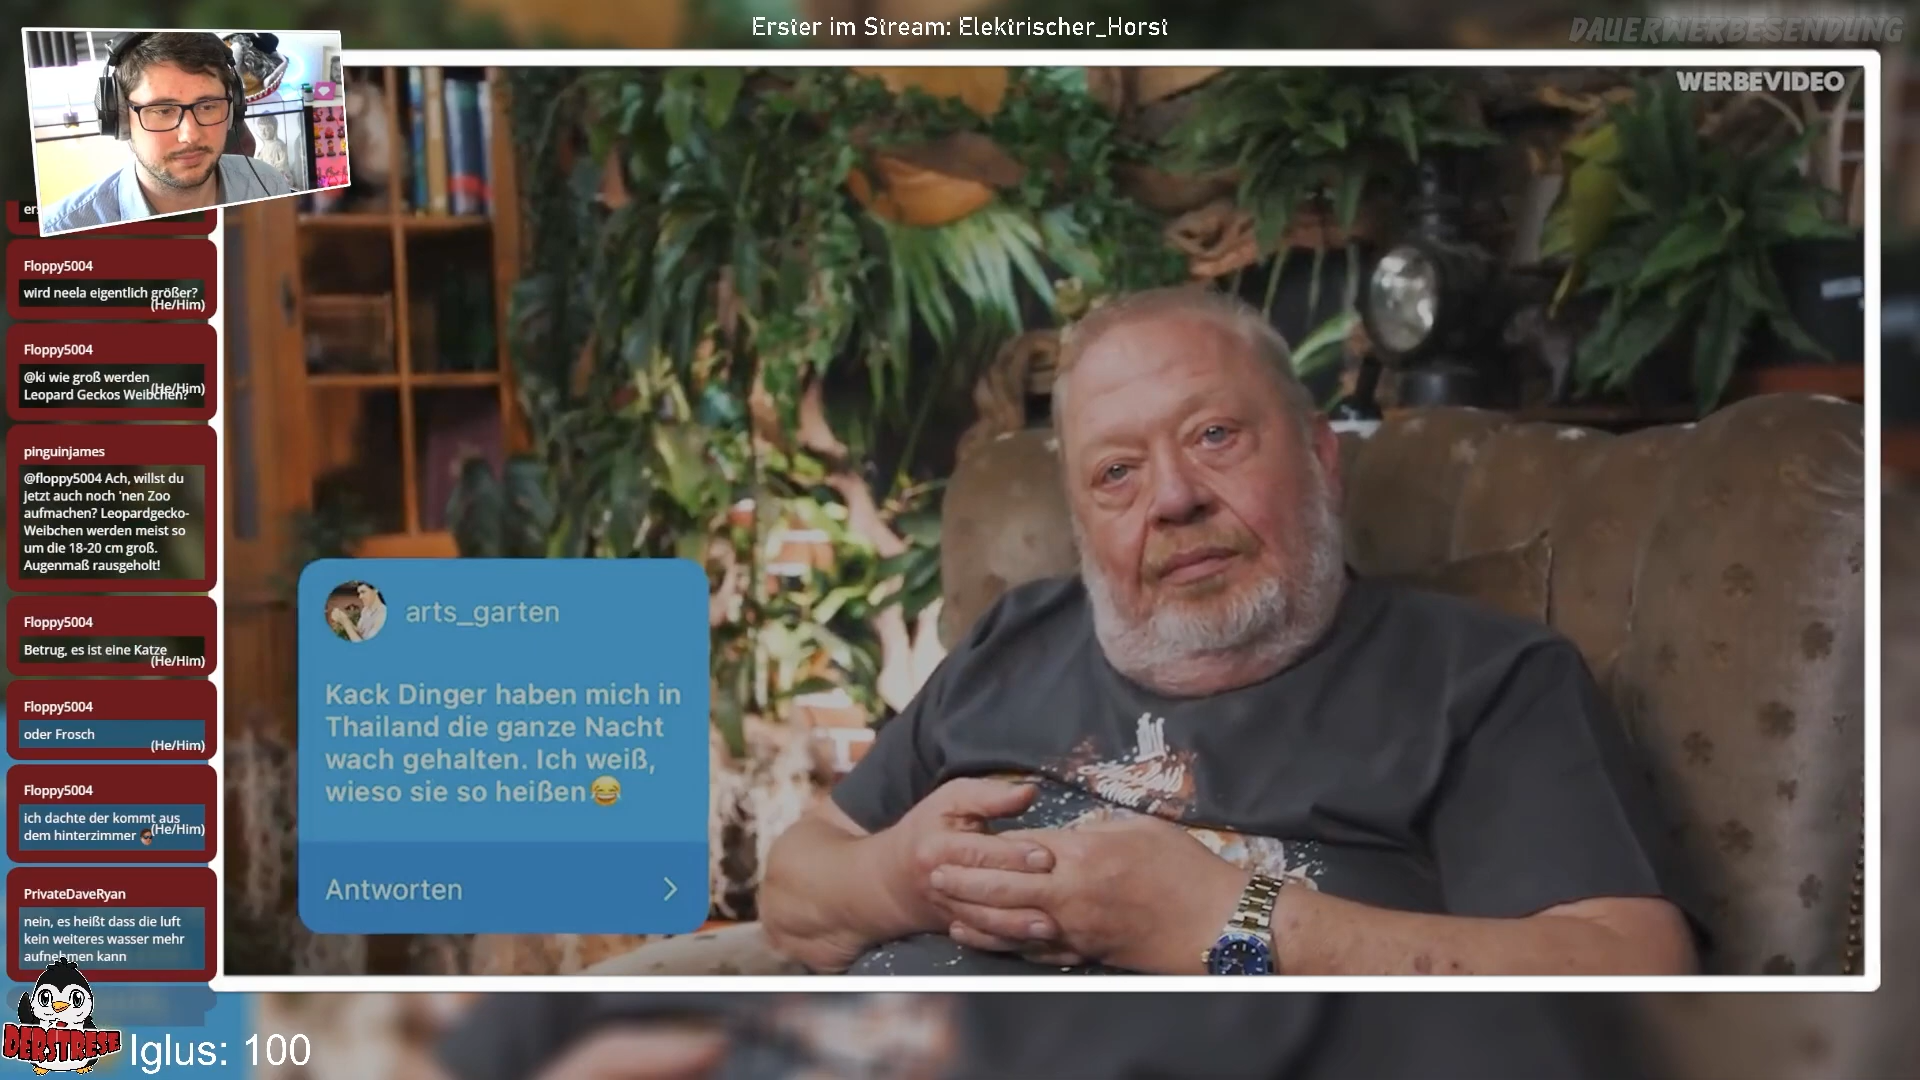 Erster im Stream: Elektrischer_Horst
DAUERWERBESENDUNG
WERBEVIDEO
Floppy5004
wird neela eigentlich größer?
(He/Him)
Floppy5004
@ki wie groß werden
Leopard Geckos Weibchen?
(He/Him)
pinguinjames
@floppy5004 Ach, willst du
jetzt auch noch 'nen Zoo
aufmachen? Leopardgecko-
Weibchen werden meist so
um die 18-20 cm groß.
Augenmaß rausgeholt!
Floppy5004
Betrug, es ist eine Katze
(He/Him)
Floppy5004
oder Frosch
(He/Him)
Floppy5004
ich dachte der kommt aus
dem hinterzimmer
(He/Him)
PrivateDaveRyan
nein, es heißt dass die luft
kein weiteres wasser mehr
aufnehmen kann
arts_garten
Kack Dinger haben mich in
Thailand die ganze Nacht
wach gehalten. Ich weiß,
wieso sie so heißen😂
Antworten
DERSTRESE
Iglus: 100